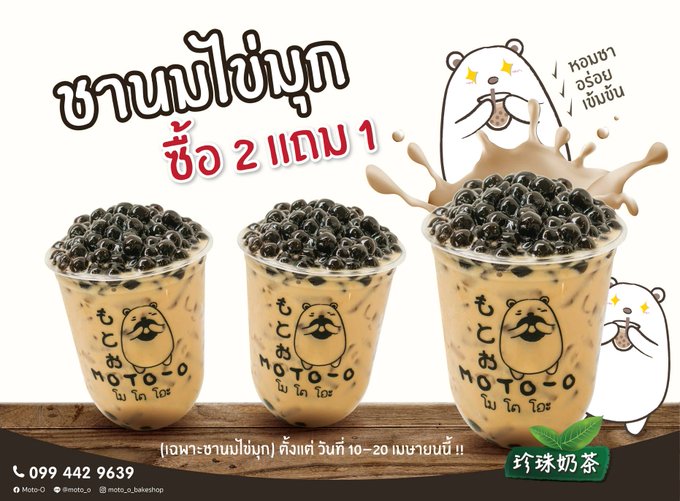 ชานมไข่มุก
ซื้อ 2 แถม 1
หอมชา
อร่อย
เข้มข้น
もとお
MOTO-O
โมโตโอะ
もとお
MOTO-O
โมโตโอะ
もとお
MOTO-O
โมโตโอะ
(เฉพาะชานมไข่มุก) ตั้งแต่ วันที่ 10-20 เมษายนนี้ !!
珍珠奶茶
099 442 9639
Moto-O @moto_o moto_o_bakeshop